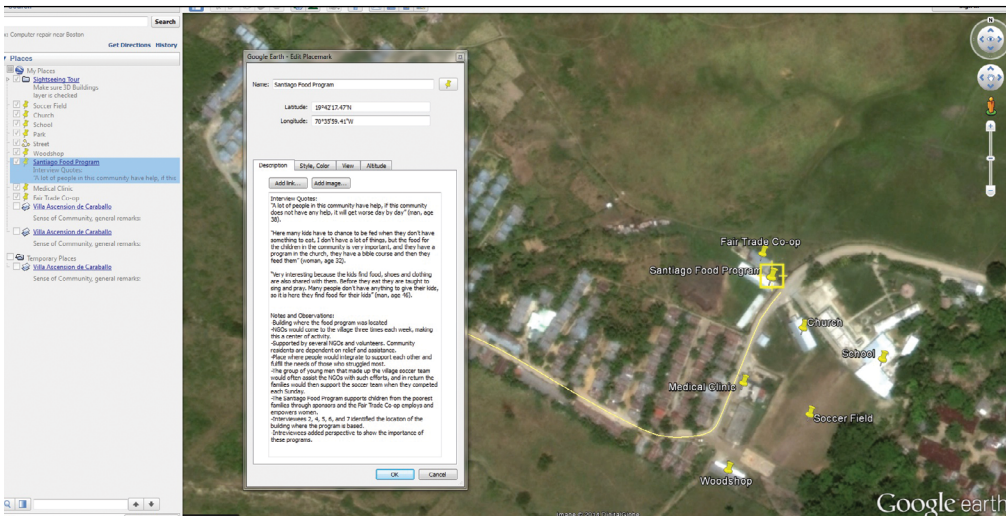 Search
: Computer repair near Boston
Get Directions History
Places
My Places
Sightseeing Tour
Make sure 3D Buildings
layer is checked
Soccer Field
Church
School
Park
Street
Woodshop
Santiago Food Program
Interview Quotes:
"A lot of people in this community have help, if this
Medical Clinic
Fair Trade Co-op
Villa Ascension de Caraballo
Sense of Community, general remarks:
Villa Ascension de Caraballo
Sense of Community, general remarks:
Temporary Places
Villa Ascension de Caraballo
Sense of Community, general remarks:
Google Earth - Edit Placemark
Name: Santiago Food Program
Latitude: 19°42'17.47"N
Longitude: 70°35'59.41"W
Description Style, Color View Altitude
Add link... Add image...
Interview Quotes:
"A lot of people in this community have help, if this community
does not have any help, it will get worse day by day" (man, age
38).
"Here many kids have to chance to be fed when they don't have
something to eat, I don't have a lot of things, but the food for
the children in the community is very important, and they have a
program in the church, they have a bible course and then they
feed them" (woman, age 32).
"Very interesting because the kids find food, shoes and clothing
are also shared with them. Before they eat they are taught to
sing and pray. Many people don't have anything to give their kids,
so it is here they find food for their kids" (man, age 46).
Notes and Observations:
-Building where the food program was located
-NGOs would come to the village three times each week, making
this a center of activity.
-Supported by several NGOs and volunteers. Community
residents are dependent on relief and assistance.
-Place where people would integrate to support each other and
fulfill the needs of those who struggled most.
-The group of young men that made up the village soccer team
would often assist the NGOs with such efforts, and in return the
families would then support the soccer team when they competed
each Sunday.
-The Santiago Food Program supports children from the poorest
families through sponsors and the Fair Trade Co-op employs and
empowers women.
-Interviewees 2, 4, 5, 6, and 7 identified the location of the
building where the program is based.
-Intreviewees added perspective to show the importance of
these programs.
OK Cancel
Fair Trade Co-op
Santiago Food Program
Church
School
Medical Clinic
Soccer Field
Woodshop
N
Google earth